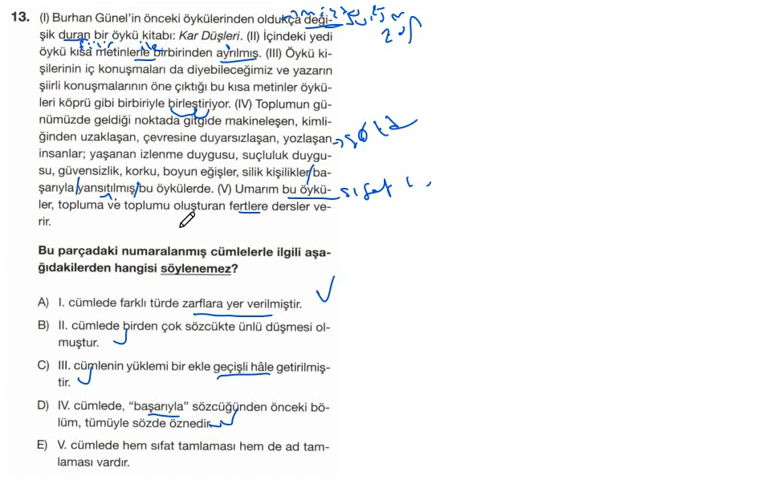 13. (I) Burhan Günel'in önceki öykülerinden oldukça deği-
şik duran bir öykü kitabı: Kar Düşleri. (II) İçindeki yedi
öykü kısa metinlerle birbirinden ayrılmış. (III) Öykü ki-
şilerinin iç konuşmaları da diyebileceğimiz ve yazarın
şiirli konuşmalarının öne çıktığı bu kısa metinler öykü-
leri köprü gibi birbiriyle birleştiriyor. (IV) Toplumun gü-
nümüzde geldiği noktada gitgide makineleşen, kimli-
ğinden uzaklaşan, çevresine duyarsızlaşan, yozlaşan
insanlar; yaşanan izlenme duygusu, suçluluk duygu-
su, güvensizlik, korku, boyun eğişler, silik kişilikler ba-
şarıyla yansıtılmış bu öykülerde. (V) Umarım bu öykü-
ler, topluma ve toplumu oluşturan fertlere dersler ve-
rir.
Bu parçadaki numaralanmış cümlelerle ilgili aşa-
ğıdakilerden hangisi söylenemez?
A) I. cümlede farklı türde zarflara yer verilmiştir.
B) II. cümlede birden çok sözcükte ünlü düşmesi ol-
muştur.
C) III. cümlenin yüklemi bir ekle geçişli hâle getirilmiş-
tir.
D) IV. cümlede, "başarıyla" sözcüğünden önceki bö-
lüm, tümüyle sözde öznedir.
E) V. cümlede hem sıfat tamlaması hem de ad tam-
laması vardır.